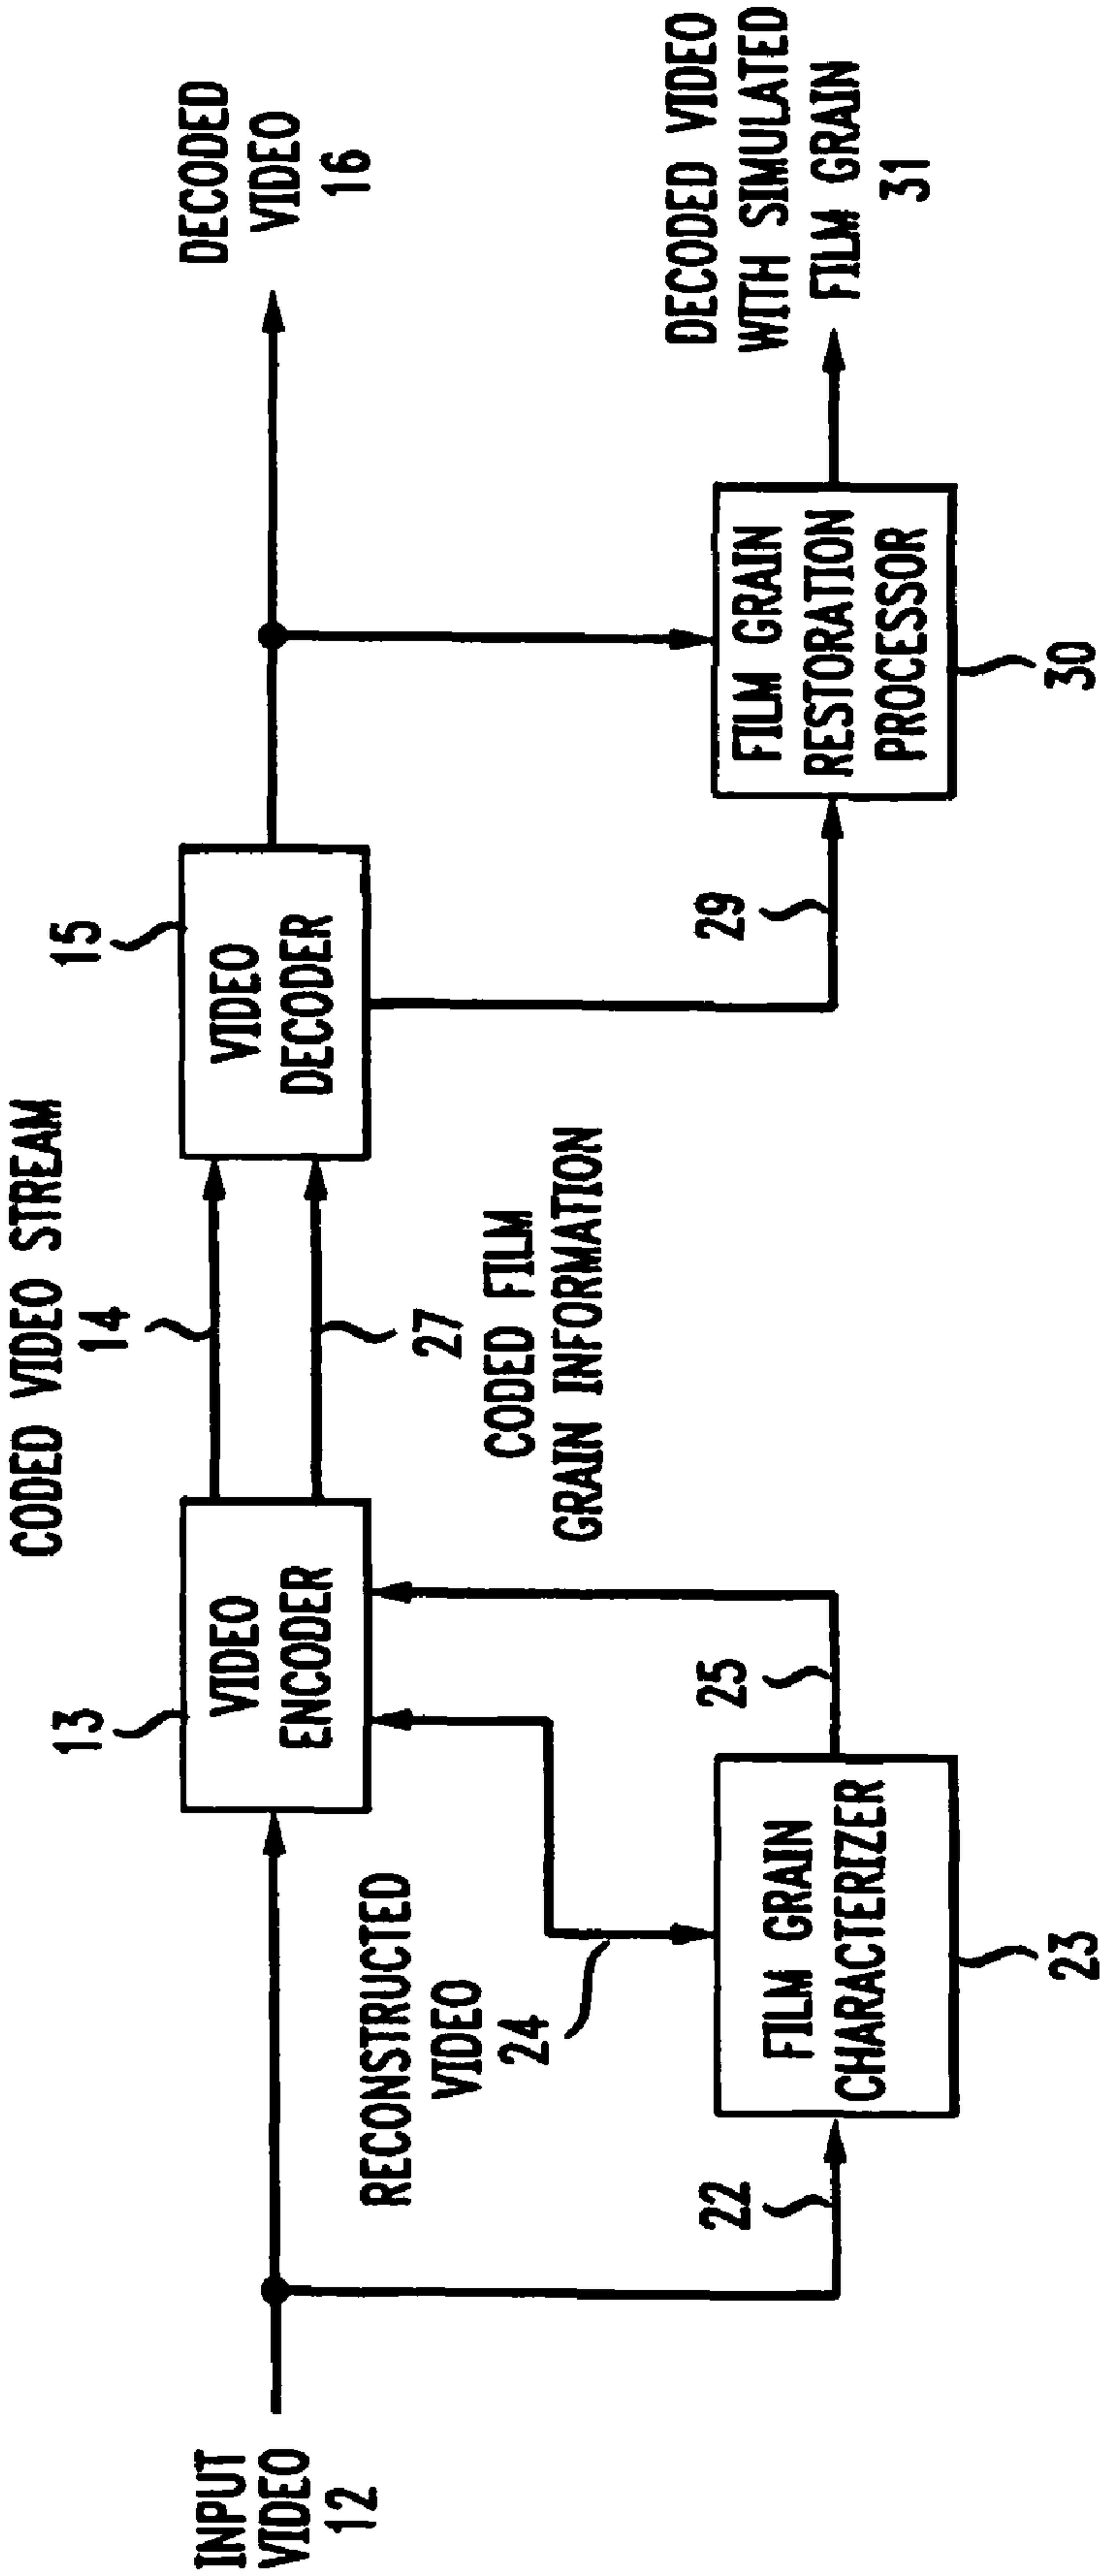 INPUT
VIDEO
12
13
VIDEO
ENCODER
CODED VIDEO STREAM
14
27
CODED FILM
GRAIN INFORMATION
15
VIDEO
DECODER
DECODED
VIDEO
16
RECONSTRUCTED
VIDEO
24
22
FILM GRAIN
CHARACTERIZER
23
25
29
FILM GRAIN
RESTORATION
PROCESSOR
30
DECODED VIDEO
WITH SIMULATED
FILM GRAIN
31